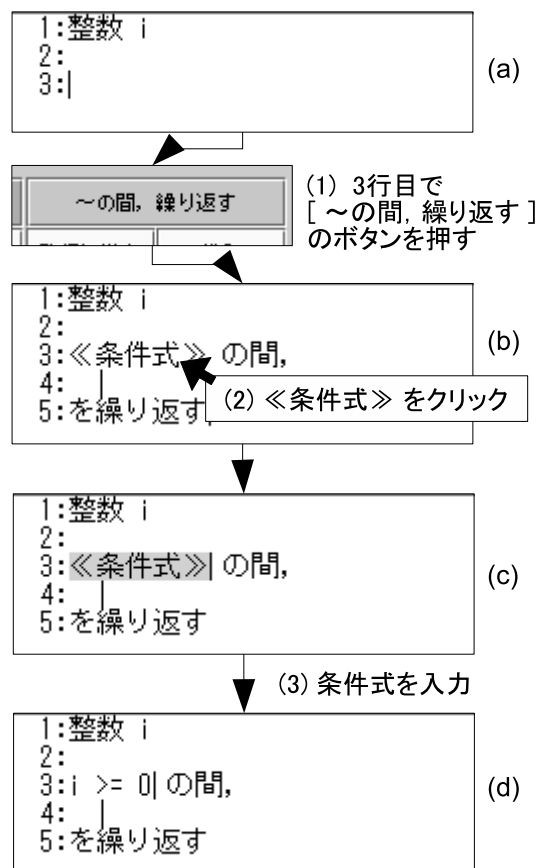 1:整数 i
2:
3:
(a)
～の間, 繰り返す
(1) 3行目で
[ ～の間, 繰り返す ]
のボタンを押す
1:整数 i
2:
3:≪条件式≫ の間,
4: |
5:を繰り返す
(b)
(2) ≪条件式≫ をクリック
1:整数 i
2:
3:≪条件式≫ の間,
4: |
5:を繰り返す
(c)
(3) 条件式を入力
1:整数 i
2:
3:i >= 0 の間,
4: |
5:を繰り返す
(d)